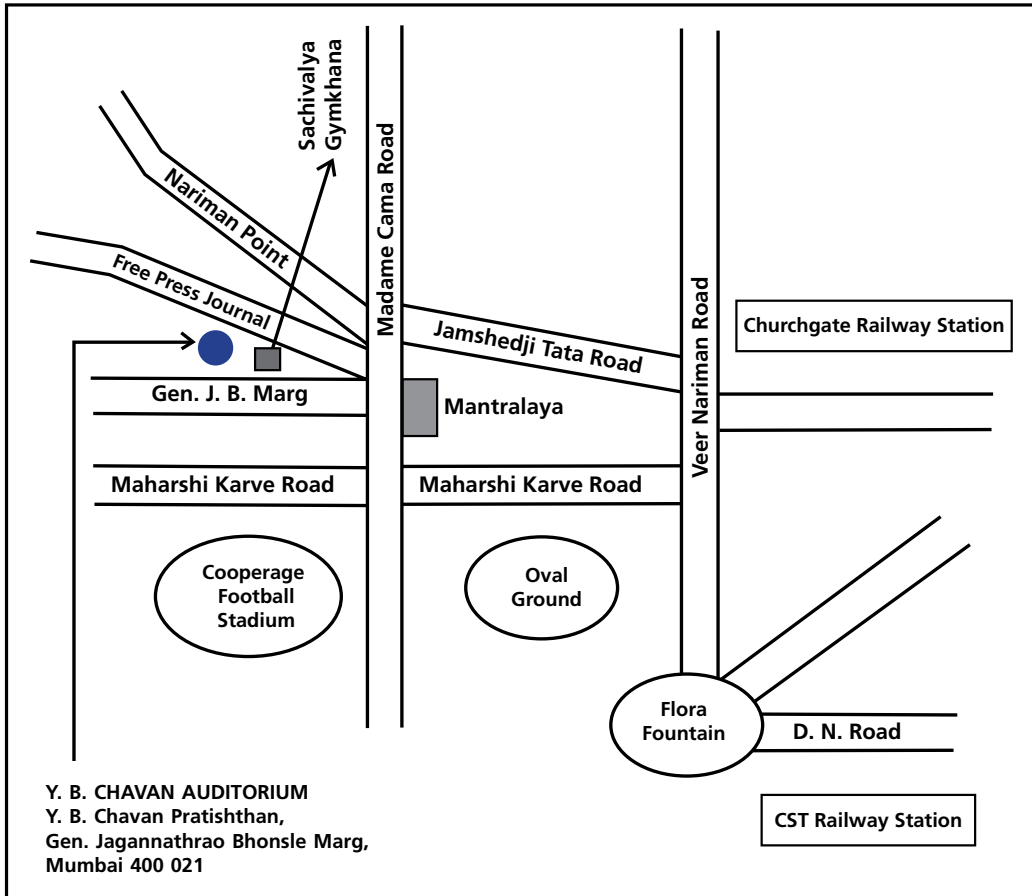 Sachivalya
Gymkhana
Nariman Point
Madame Cama Road
Free Press Journal
Jamshedji Tata Road
Veer Nariman Road
Churchgate Railway Station
Gen. J. B. Marg
Mantralaya
Maharshi Karve Road
Maharshi Karve Road
Cooperage
Football
Stadium
Oval
Ground
Flora
Fountain
D. N. Road
Y. B. CHAVAN AUDITORIUM
Y. B. Chavan Pratishthan,
Gen. Jagannathrao Bhonsle Marg,
Mumbai 400 021
CST Railway Station